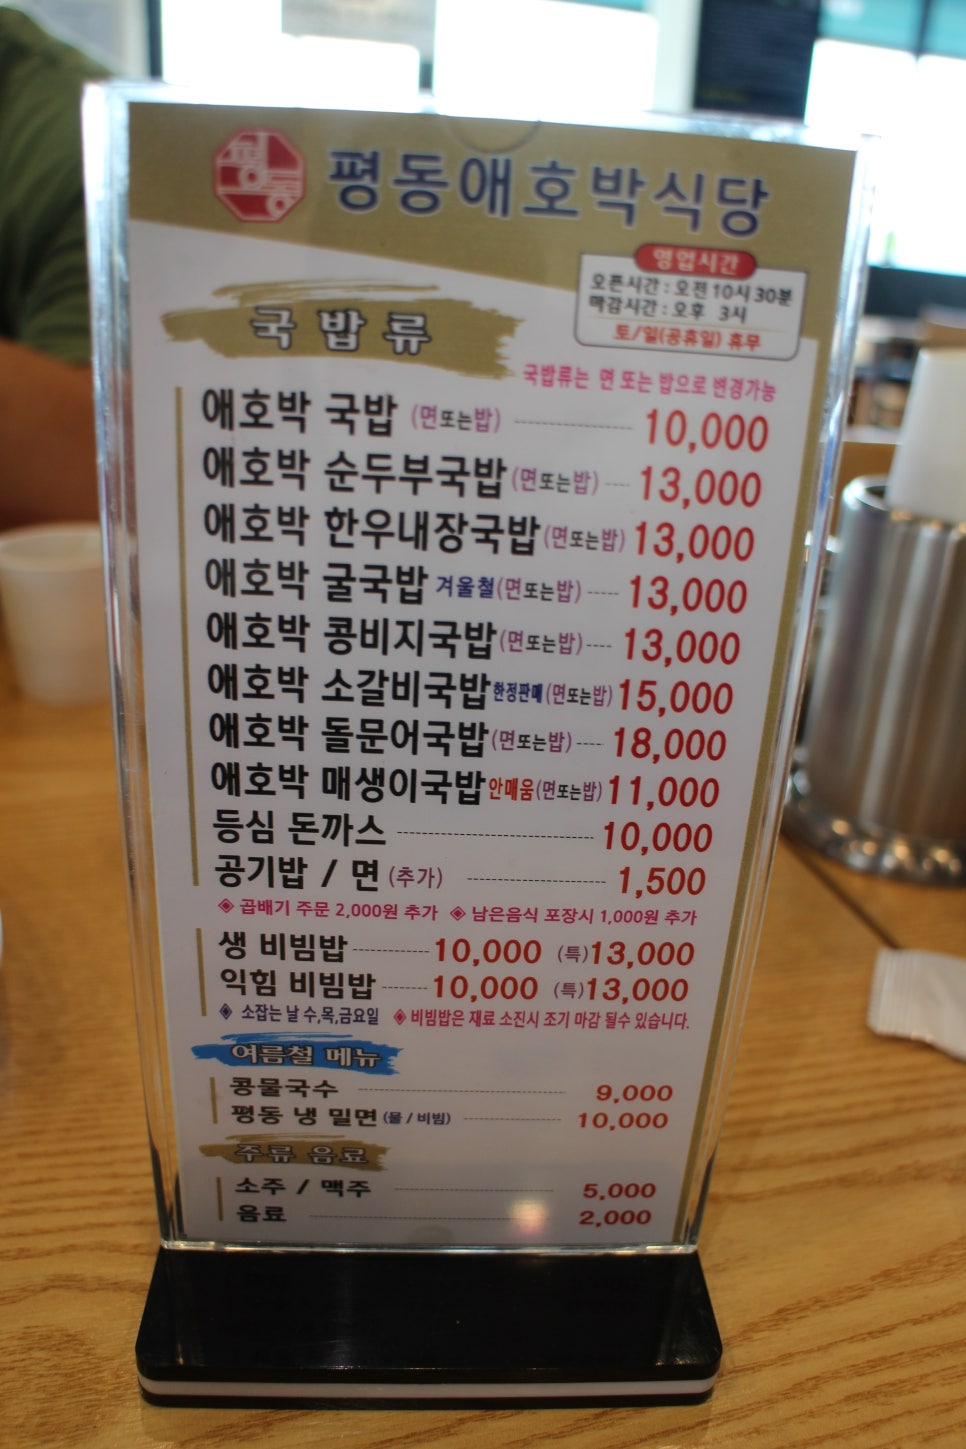 평동
평동애호박식당
영업시간
오픈시간 : 오전 10시 30분
마감시간 : 오후 3시
토/일(공휴일) 휴무
국밥류
국밥류는 면 또는 밥으로 변경가능
애호박 국밥 (면또는밥) 10,000
애호박 순두부국밥 (면또는밥) 13,000
애호박 한우내장국밥 (면또는밥) 13,000
애호박 굴국밥 겨울철 (면또는밥) 13,000
애호박 콩비지국밥 (면또는밥) 13,000
애호박 소갈비국밥 한정판매 (면또는밥) 15,000
애호박 돌문어국밥 (면또는밥) 18,000
애호박 매생이국밥 안매움 (면또는밥) 11,000
등심 돈까스 10,000
공기밥 / 면 (추가) 1,500
◈ 곱배기 주문 2,000원 추가 ◈ 남은음식 포장시 1,000원 추가
생 비빔밥 10,000 (특)13,000
익힘 비빔밥 10,000 (특)13,000
◈ 소잡는 날 수,목,금요일 ◈ 비빔밥은 재료 소진시 조기 마감 될수 있습니다.
여름철 메뉴
콩물국수 9,000
평동 냉 밀면 (물 / 비빔) 10,000
주류 음료
소주 / 맥주 5,000
음료 2,000